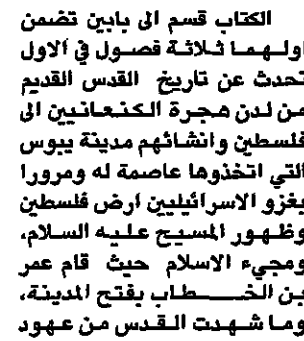 الكتاب قسم الى بابين تضمن
اولهما ثلاثة فصول في الاول
تحدث عن تاريخ القدس القديم
من لدن هجرة الكنعانيين الى
فلسطين وانشائهم مدينة يبوس
التي اتخذوها عاصمة له ومرورا
بغزو الاسرائيليين ارض فلسطين
وظهور المسيح عليه السلام،
ومجيء الاسلام حيث قام عمر
بن الخطاب بفتح المدينة،
وما شهدت القدس من عهود